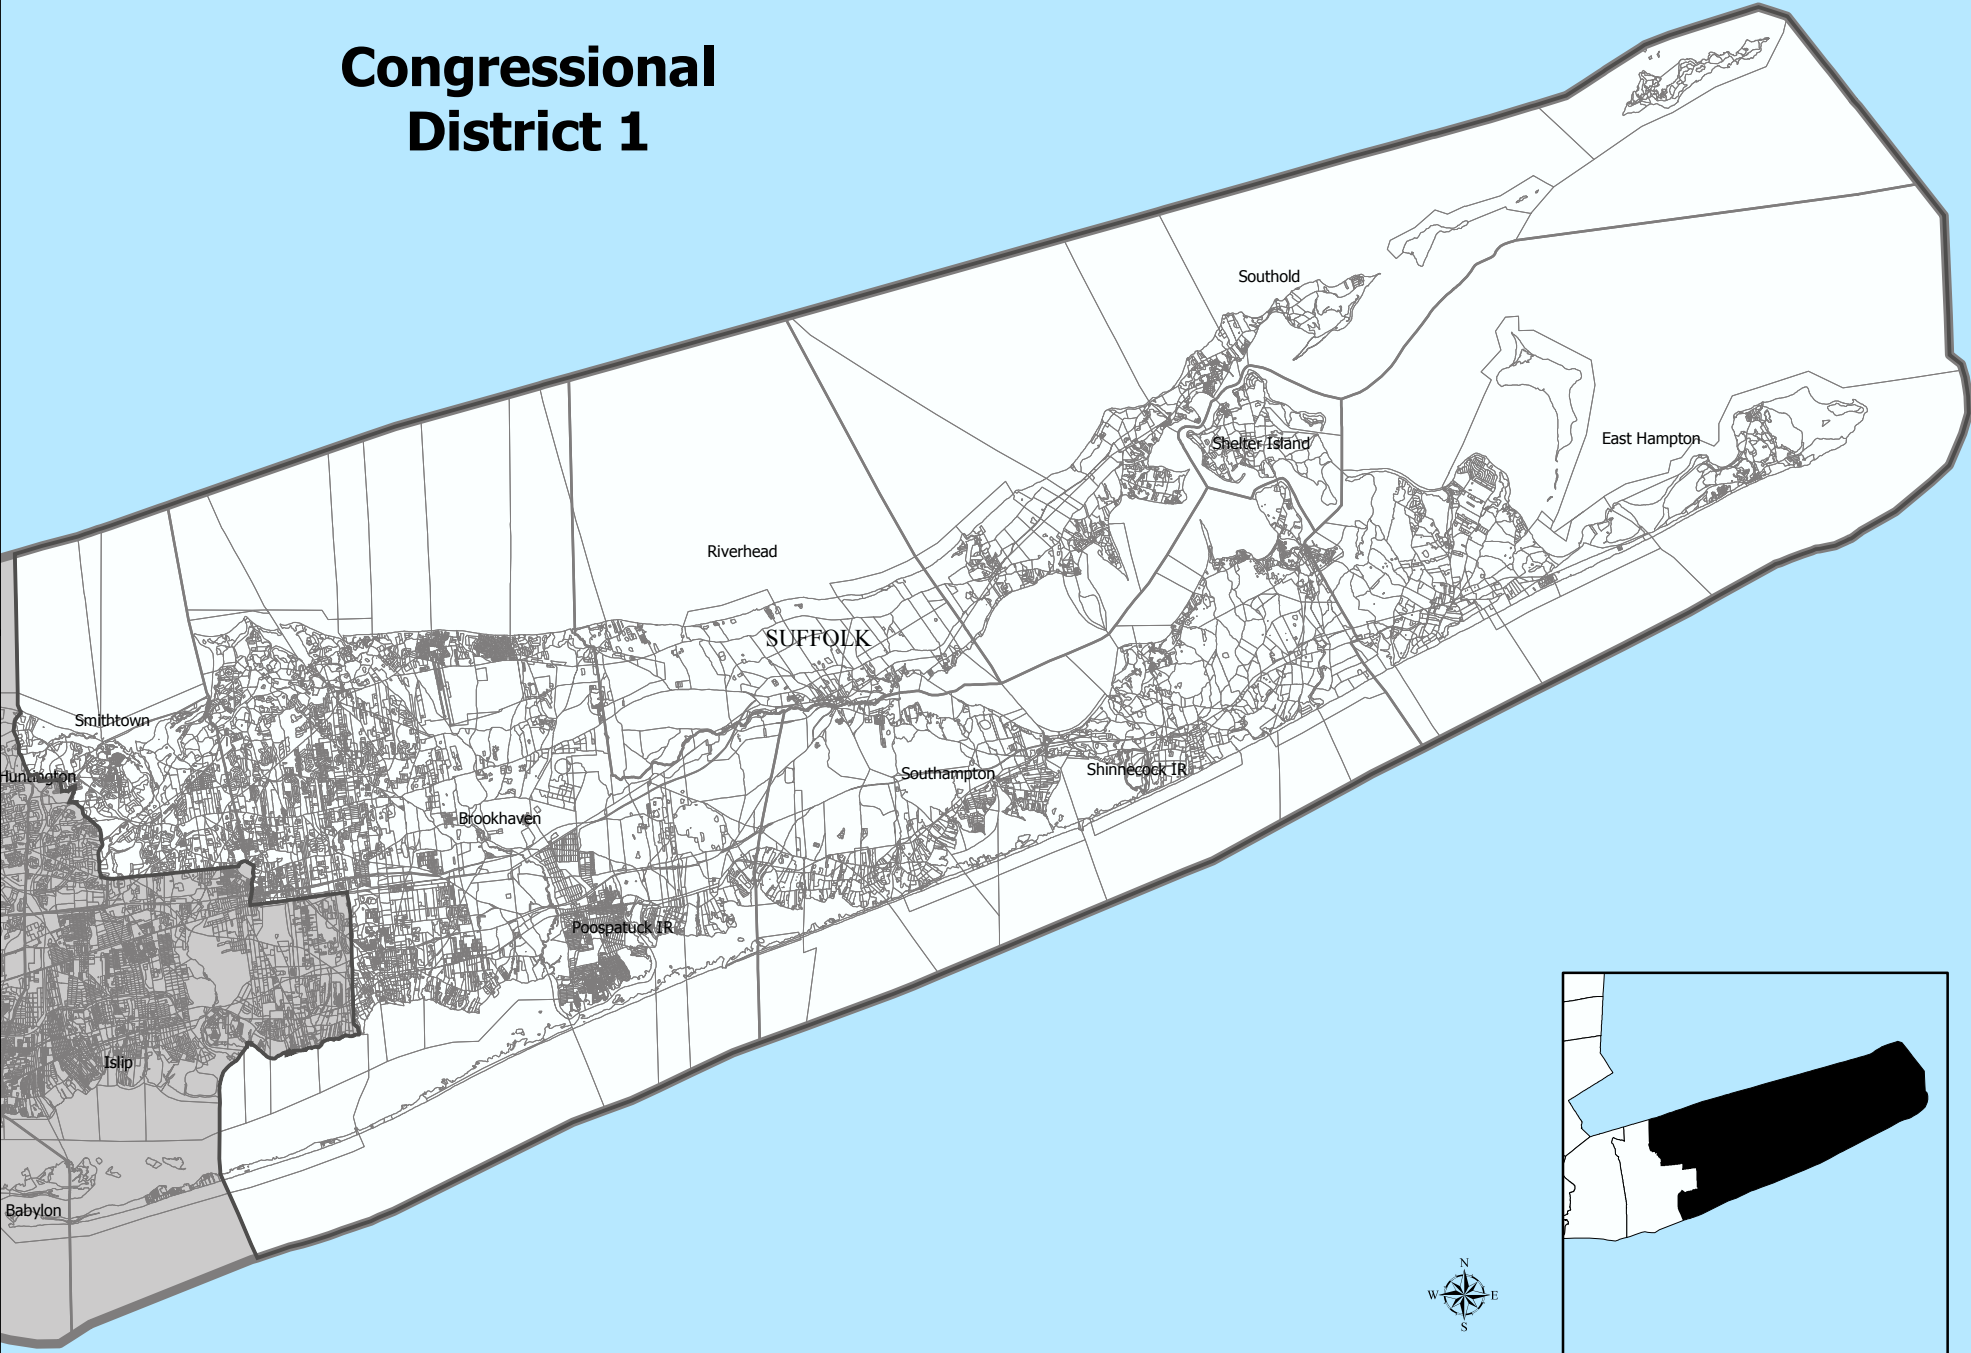 Congressional
District 1
Southold
East Hampton
Shelter Island
Riverhead
SUFFOLK
Smithtown
Huntington
Southampton
Shinnecock IR
Brookhaven
Poospatuck IR
Islip
Babylon
N
W E
S